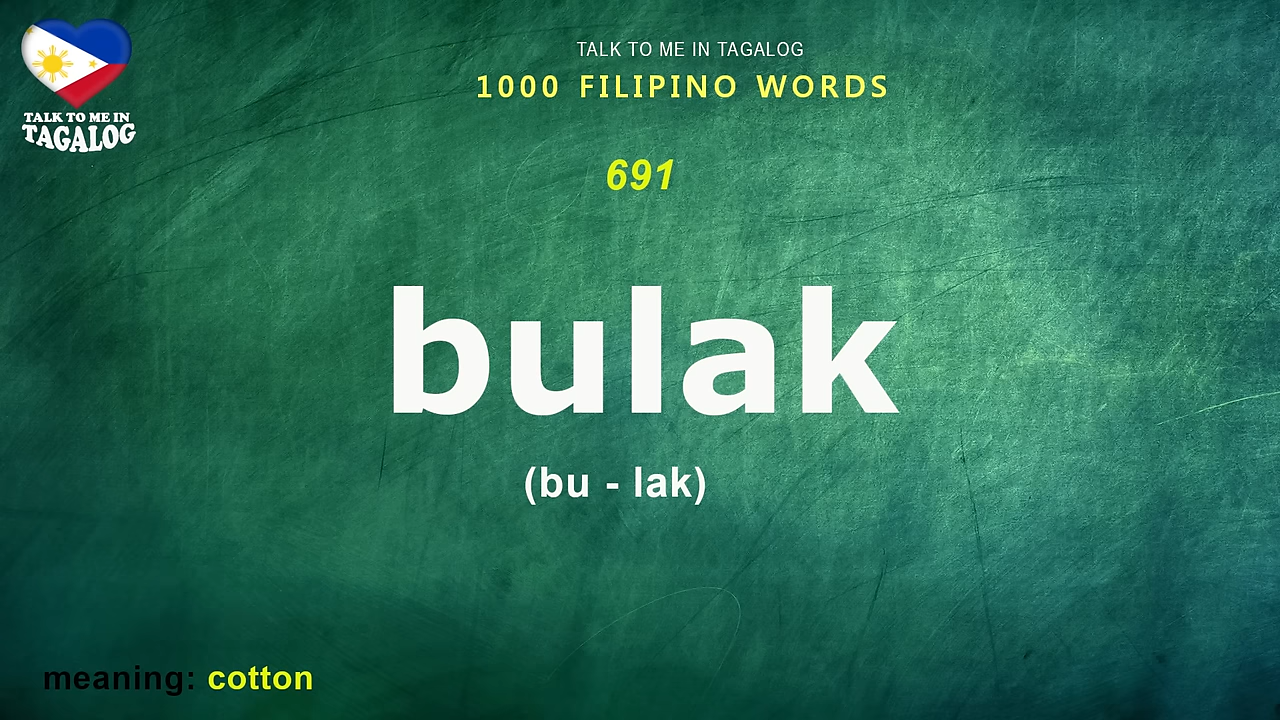 TALK TO ME IN
TAGALOG
TALK TO ME IN TAGALOG
1000 FILIPINO WORDS
691
bulak
(bu - lak)
meaning: cotton